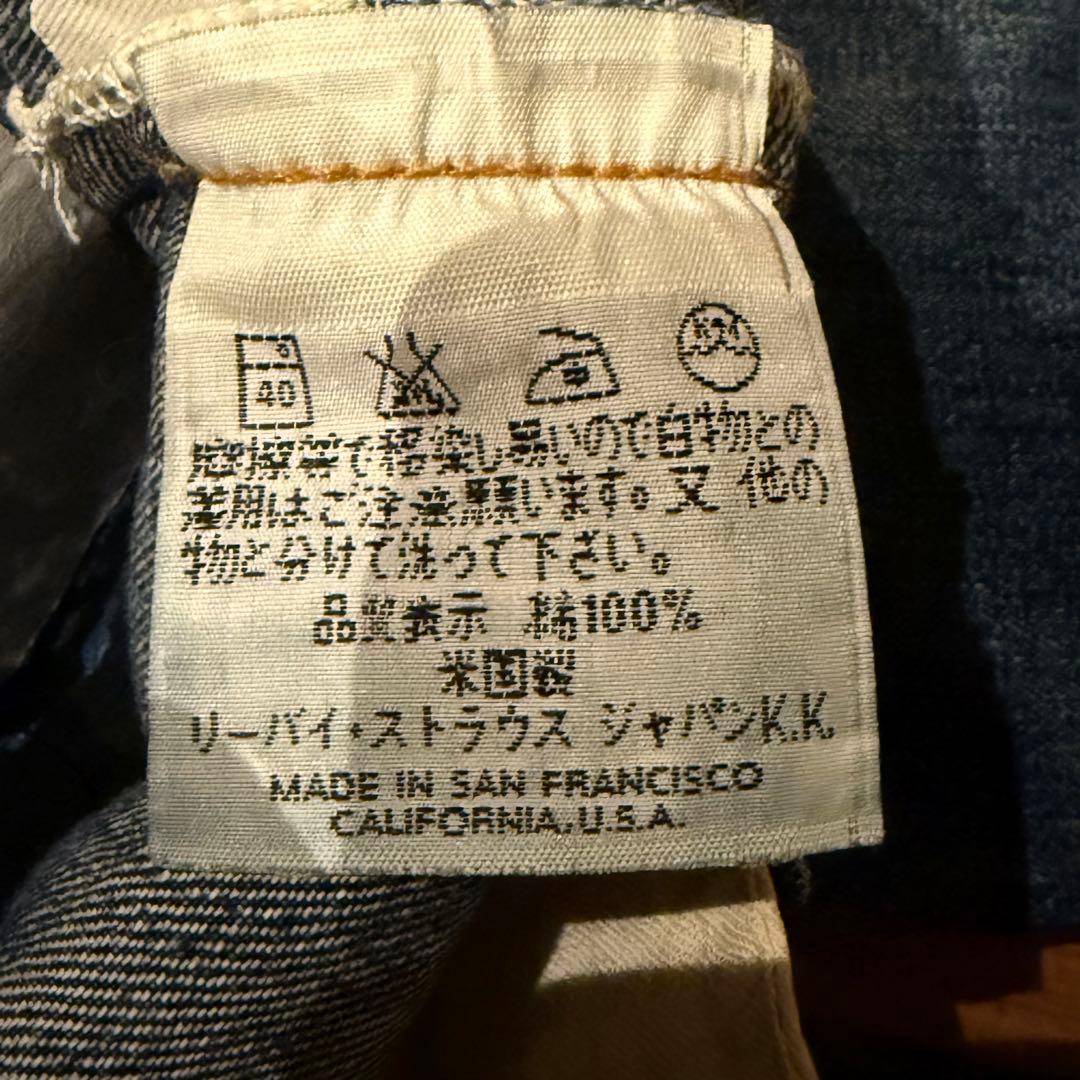 40
摩擦等で移染し易いので白物との
着用はご注意願います。又 他の
物と分けて洗って下さい。
品質表示 綿100%
米国製
リーバイ・ストラウス ジャパンK.K.
MADE IN SAN FRANCISCO
CALIFORNIA, U.S.A.